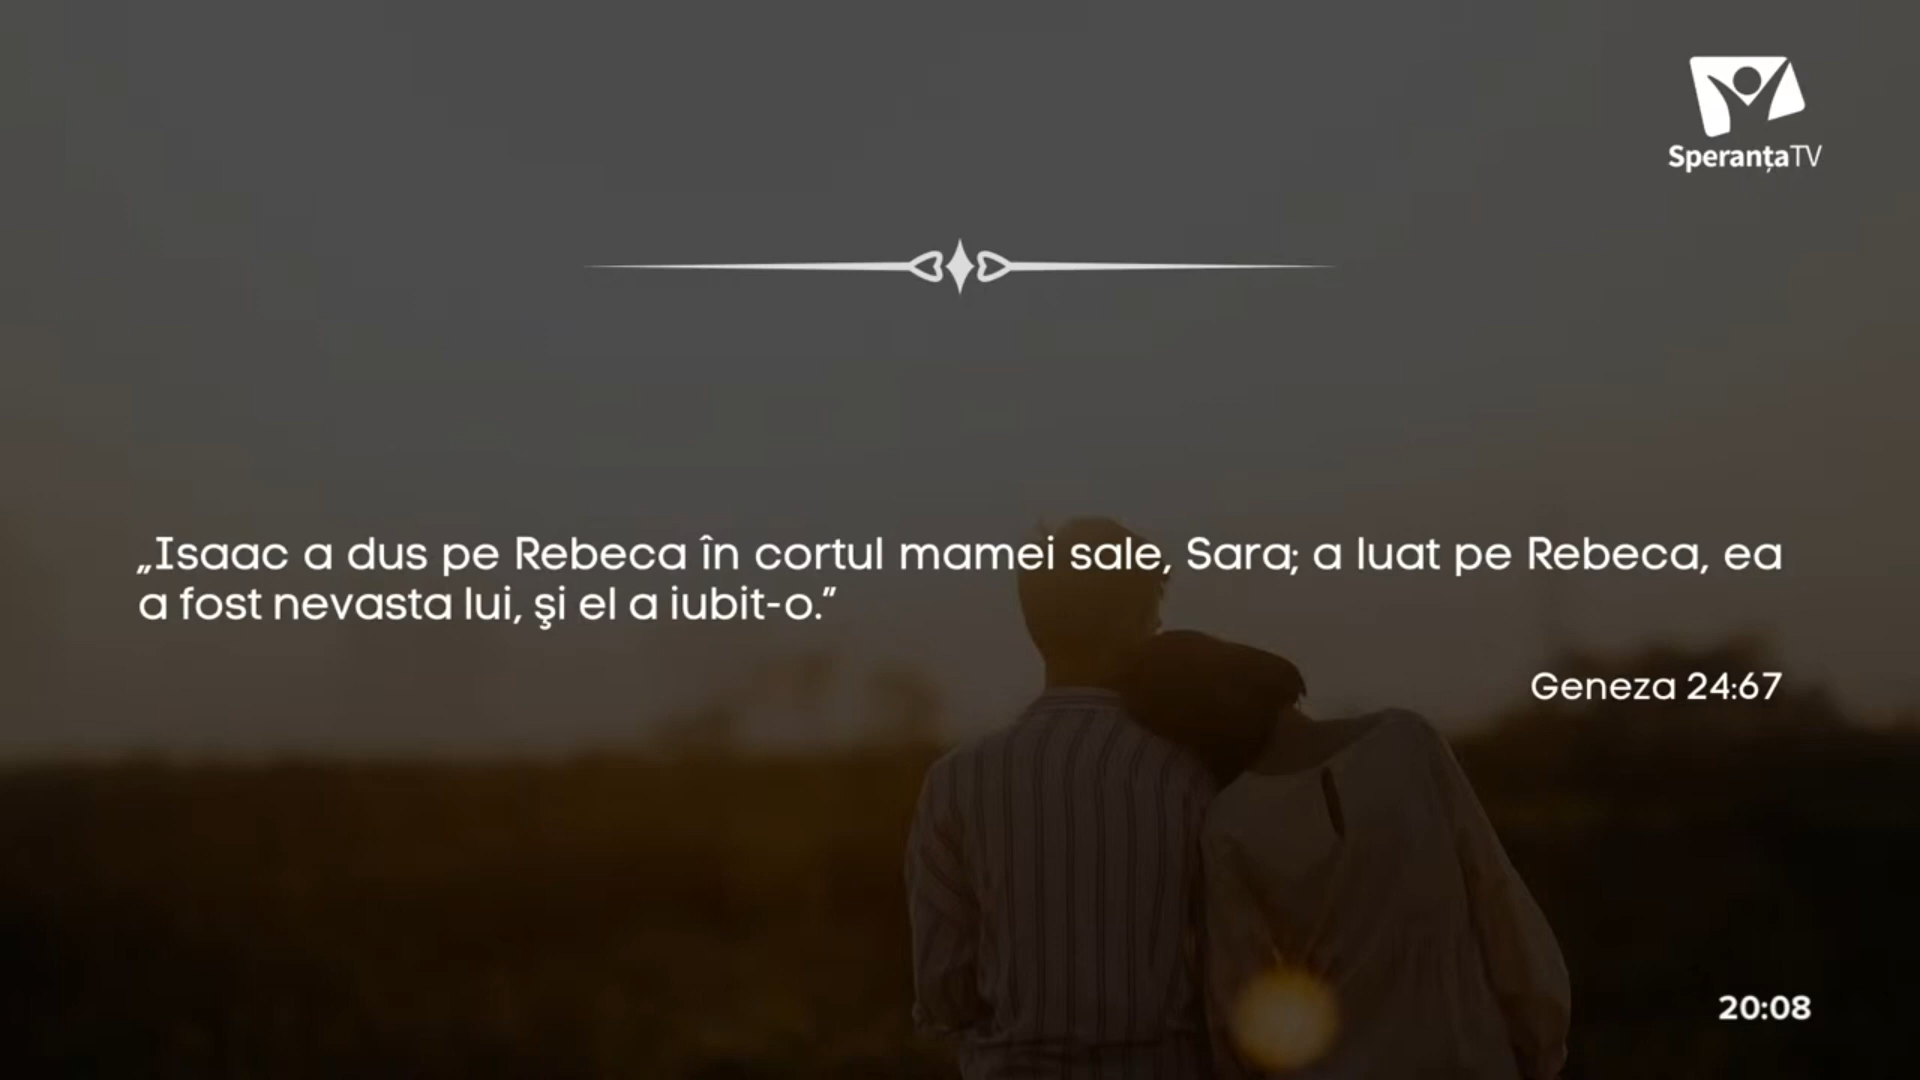 SperanțaTV
„Isaac a dus pe Rebeca în cortul mamei sale, Sara; a luat pe Rebeca, ea
a fost nevasta lui, şi el a iubit-o.”
Geneza 24:67
20:08